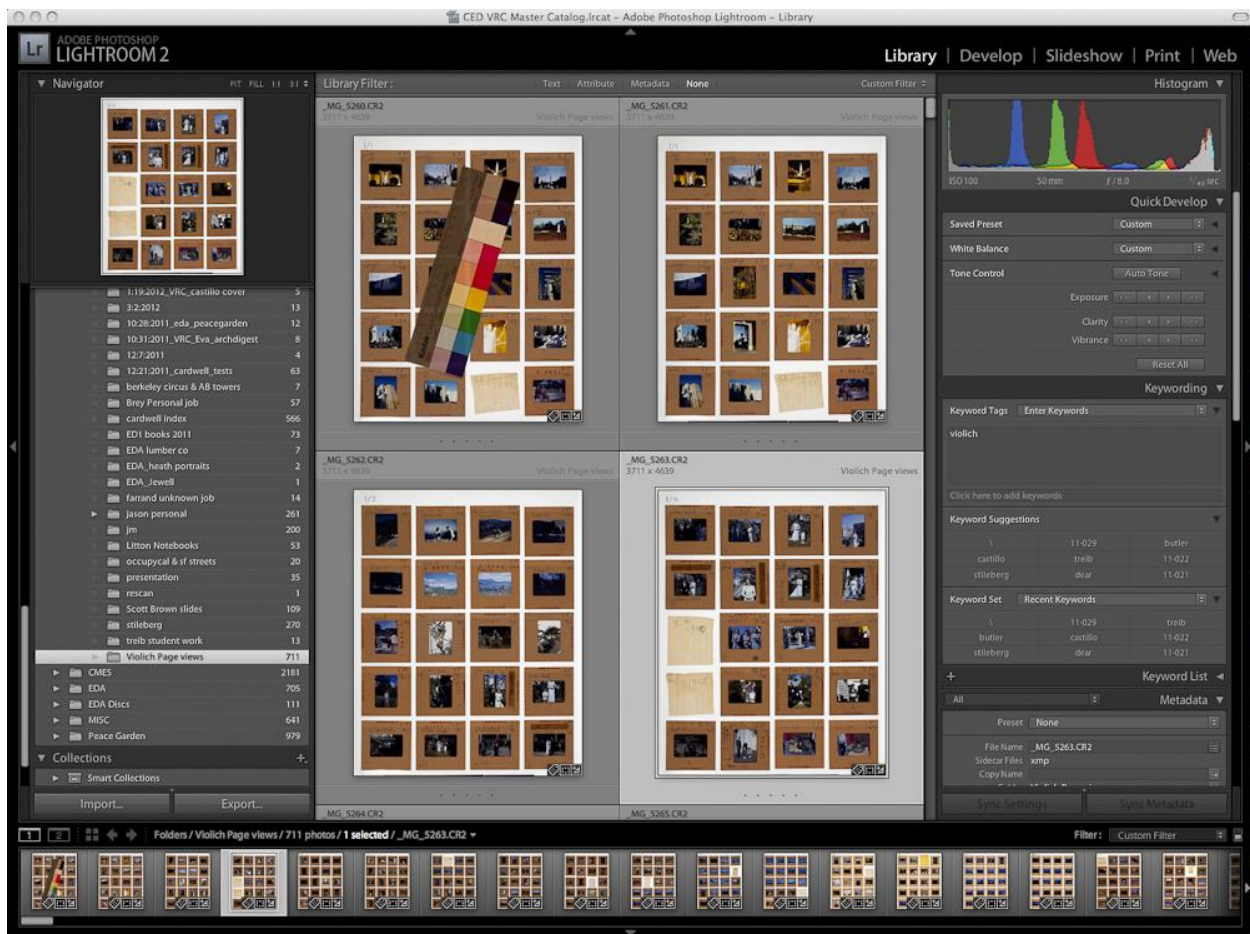 CED VRC Master Catalog.lrcat – Adobe Photoshop Lightroom – Library
Lr
ADOBE PHOTOSHOP
LIGHTROOM 2
Library | Develop | Slideshow | Print | Web
Navigator FIT FILL 1:1 3:1
1:19:2012_VRC_castillo cover 5
3:2:2012 13
10:28:2011_eda_peacegarden 12
10:31:2011_VRC_Eva_archdigest 8
12:7:2011 4
12:21:2011_cardwell_tests 63
berkeley circus & AB towers 7
Brey Personal job 57
cardwell index 566
ED1 books 2011 73
EDA lumber co 7
EDA_heath portraits 2
EDA_Jewell 1
farrand unknown job 14
jason personal 261
jm 200
Litton Notebooks 53
occupycal & sf streets 20
presentation 35
rescan 1
Scott Brown slides 109
stileberg 270
treib student work 13
Violich Page views 711
CMES 2181
EDA 705
EDA Discs 111
MISC 641
Peace Garden 979
Collections
Smart Collections
Import... Export...
Library Filter: Text Attribute Metadata None Custom Filter
_MG_5260.CR2
3711 x 4639 Violich Page views
_MG_5261.CR2
3711 x 4639 Violich Page views
1/1
1/1
Kodak
_MG_5262.CR2
3711 x 4639 Violich Page views
_MG_5263.CR2
3711 x 4639 Violich Page views
1/2
_MG_5264.CR2
_MG_5265.CR2
Histogram
ISO 100 50 mm ƒ / 8.0
Quick Develop
Saved Preset Custom
White Balance Custom
Tone Control Auto Tone
Exposure
Clarity
Vibrance
Reset All
Keywording
Keyword Tags Enter Keywords
violich
Click here to add keywords
Keyword Suggestions
\ 11-029 butler
castillo treib 11-022
stileberg dear 11-021
Keyword Set Recent Keywords
\ 11-029 treib
butler castillo 11-022
stileberg dear 11-021
Keyword List
All Metadata
Preset None
File Name _MG_5263.CR2
Sidecar Files xmp
Copy Name
Sync Settings Sync Metadata
1 2 Folders / Violich Page views / 711 photos / 1 selected / _MG_5263.CR2
Filter: Custom Filter